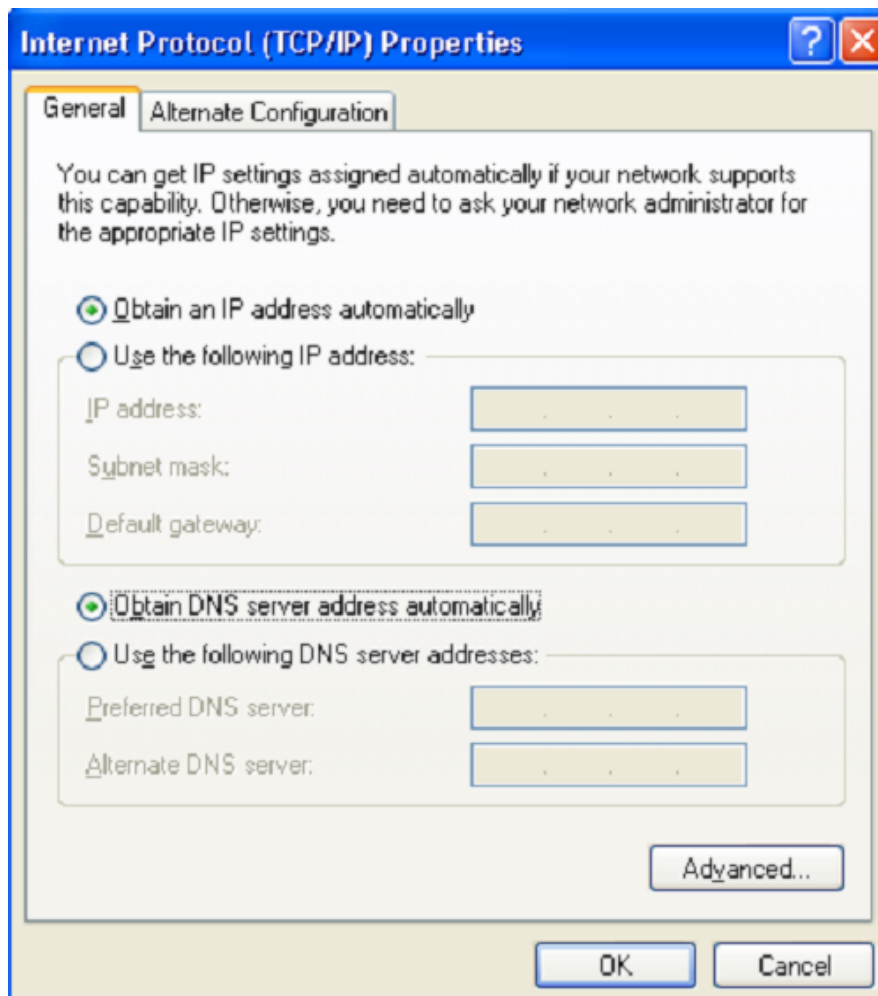 Internet Protocol (TCP/IP) Properties
General
Alternate Configuration
You can get IP settings assigned automatically if your network supports
this capability. Otherwise, you need to ask your network administrator for
the appropriate IP settings.
Obtain an IP address automatically
Use the following IP address:
IP address:
Subnet mask:
Default gateway:
Obtain DNS server address automatically
Use the following DNS server addresses:
Preferred DNS server:
Alternate DNS server:
Advanced...
OK
Cancel